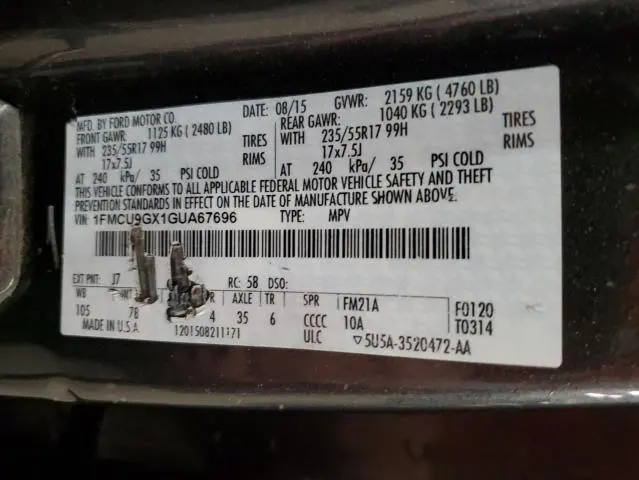 MFD. BY FORD MOTOR CO.
DATE: 08/15 GVWR: 2159 KG ( 4760 LB)
FRONT GAWR: 1125 KG ( 2480 LB) REAR GAWR: 1040 KG ( 2293 LB)
WITH 235/55R17 99H TIRES WITH 235/55R17 99H TIRES
17x7.5J RIMS 17x7.5J RIMS
AT 240 kPa/ 35 PSI COLD AT 240 kPa/ 35 PSI COLD
THIS VEHICLE CONFORMS TO ALL APPLICABLE FEDERAL MOTOR VEHICLE SAFETY AND THEFT
PREVENTION STANDARDS IN EFFECT ON THE DATE OF MANUFACTURE SHOWN ABOVE.
VIN: 1FMCU9GX1GUA67696 TYPE: MPV
EXT PNT: J7 RC: 58 DSO:
WB AXLE TR SPR FM21A F0120
105 7B 4 35 6 CCCC 10A T0314
MADE IN U.S.A. 1201508211171 ULC ▽5U5A-3520472-AA